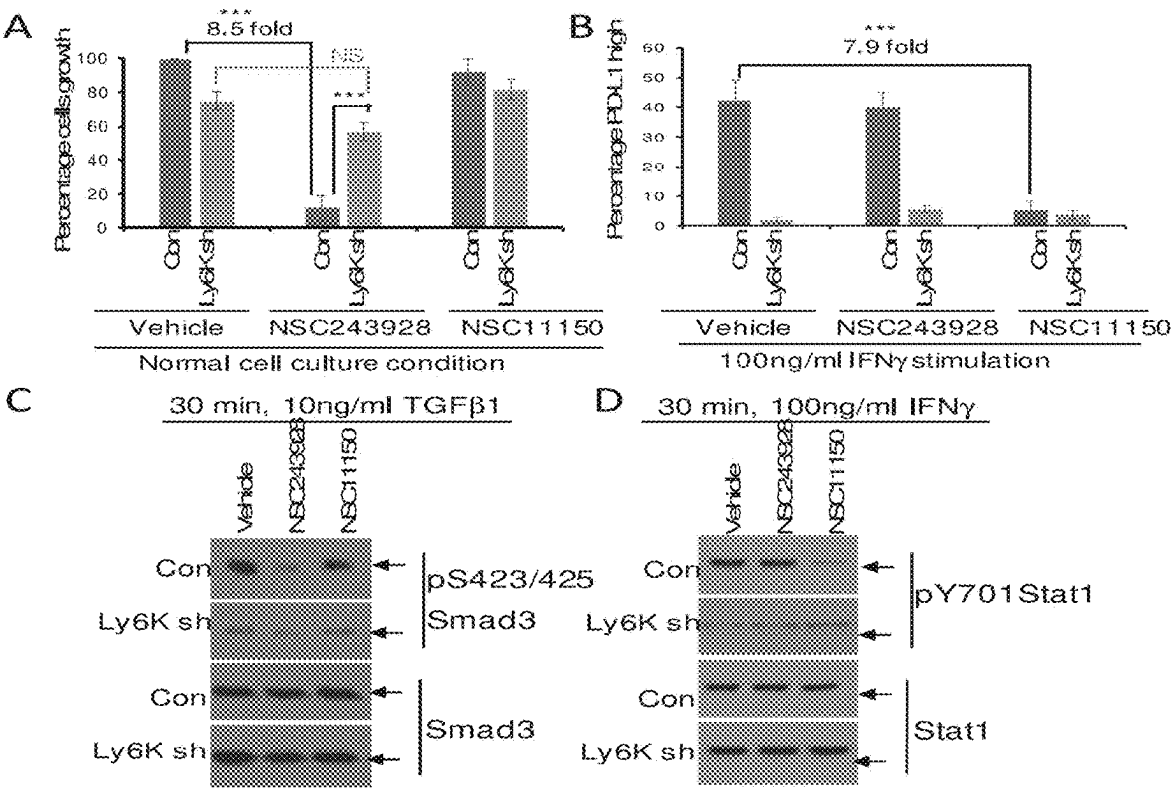 A
***
8.5 fold
NS
***
Percentage cells growth
100
80
60
40
20
0
Con
Ly6K sh
Con
Ly6K sh
Con
Ly6K sh
Vehicle NSC243928 NSC11150
Normal cell culture condition
B
***
7.9 fold
Percentage PD-L1 high
60
50
40
30
20
10
0
Con
Ly6K sh
Con
Ly6K sh
Con
Ly6K sh
Vehicle NSC243928 NSC11150
100ng/ml IFNγ stimulation
C
30 min, 10ng/ml TGFβ1
Vehicle
NSC243928
NSC11150
Con
Ly6K sh
pS423/425
Smad3
Con
Ly6K sh
Smad3
D
30 min, 100ng/ml IFNγ
Vehicle
NSC243928
NSC11150
Con
Ly6K sh
pY701Stat1
Con
Ly6K sh
Stat1